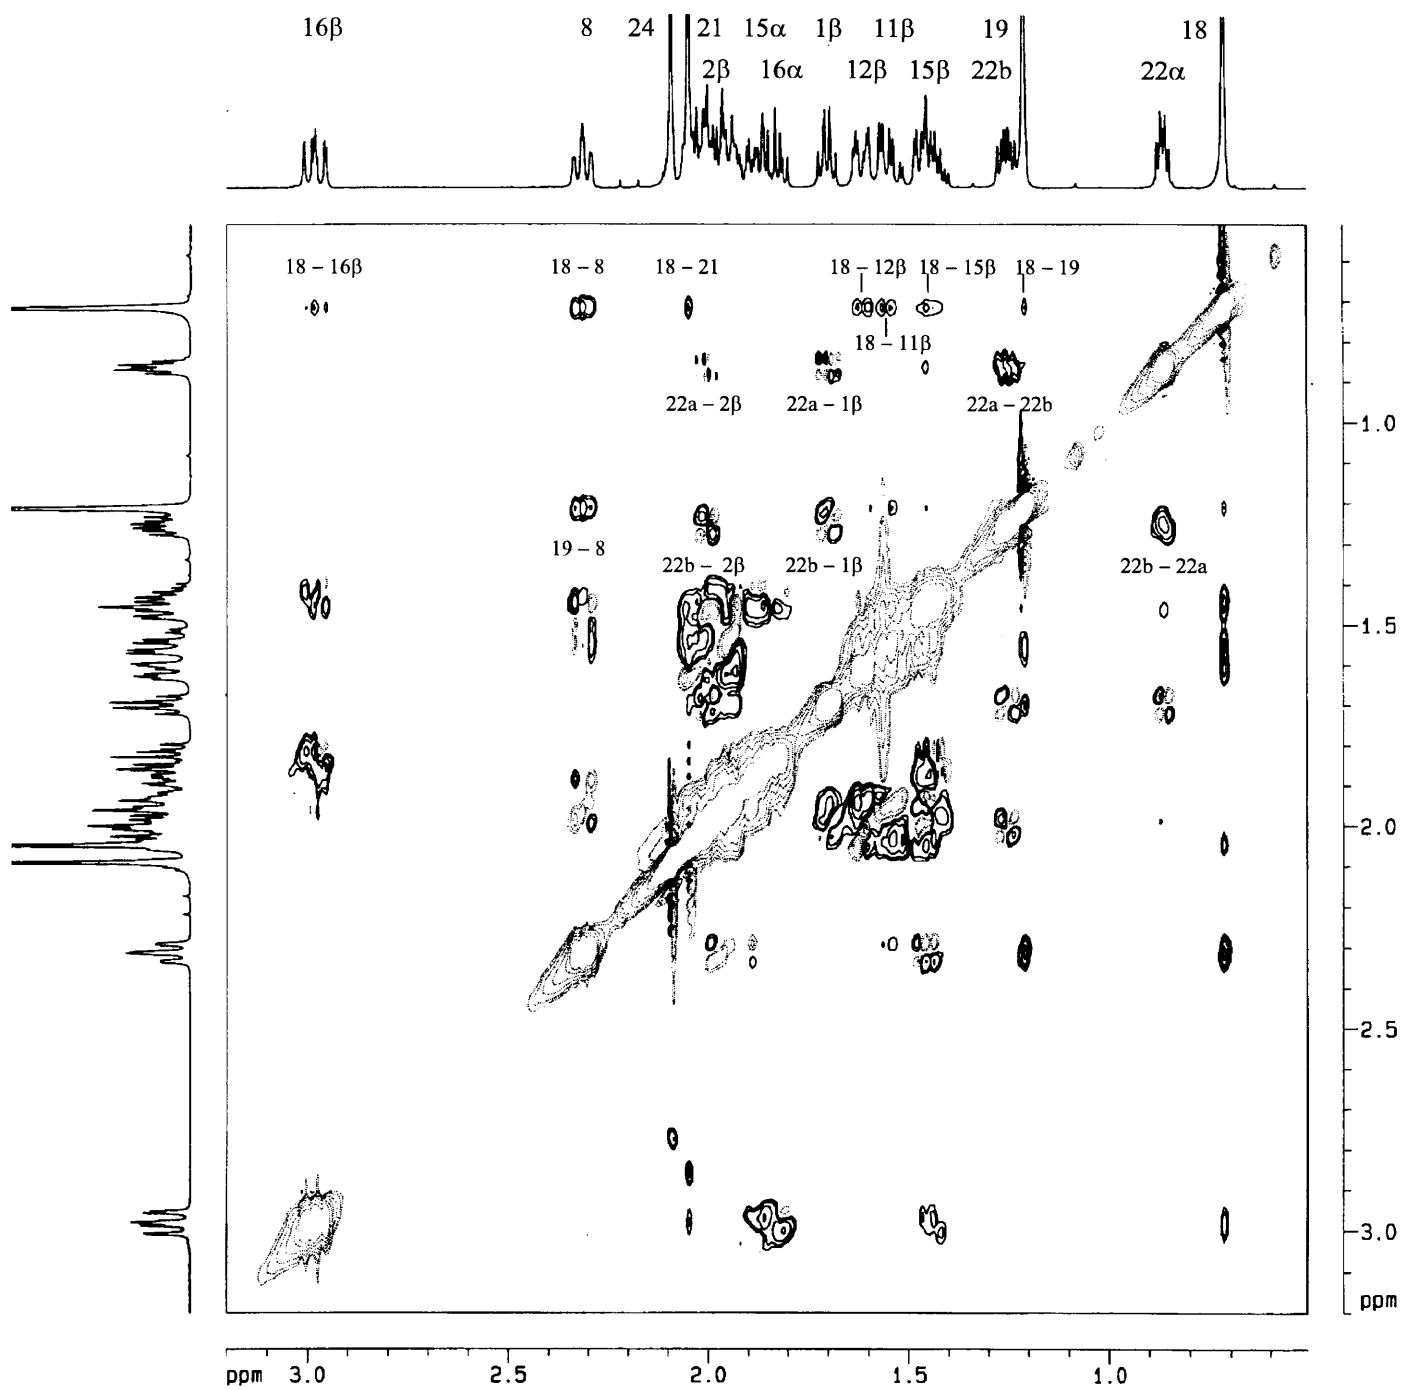 16β 8 24 21 15α 1β 11β 19 18
2β 16α 12β 15β 22b 22α
18 – 16β 18 – 8 18 – 21 18 – 12β 18 – 15β 18 – 19
18 – 11β
22a – 2β 22a – 1β 22a – 22b
1.0
19 – 8 22b – 2β 22b – 1β 22b – 22a
1.5
2.0
2.5
3.0
ppm
ppm 3.0 2.5 2.0 1.5 1.0